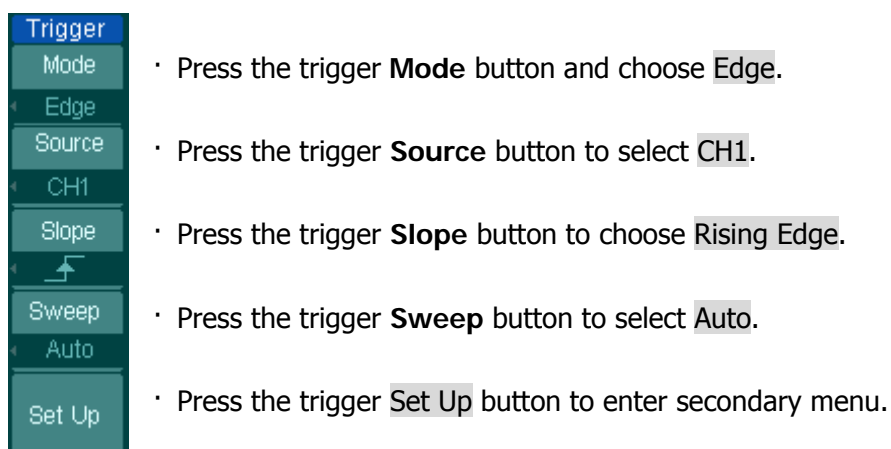 Trigger
Mode
· Press the trigger Mode button and choose Edge.
Edge
Source
· Press the trigger Source button to select CH1.
CH1
Slope
· Press the trigger Slope button to choose Rising Edge.
Sweep
· Press the trigger Sweep button to select Auto.
Auto
Set Up
· Press the trigger Set Up button to enter secondary menu.